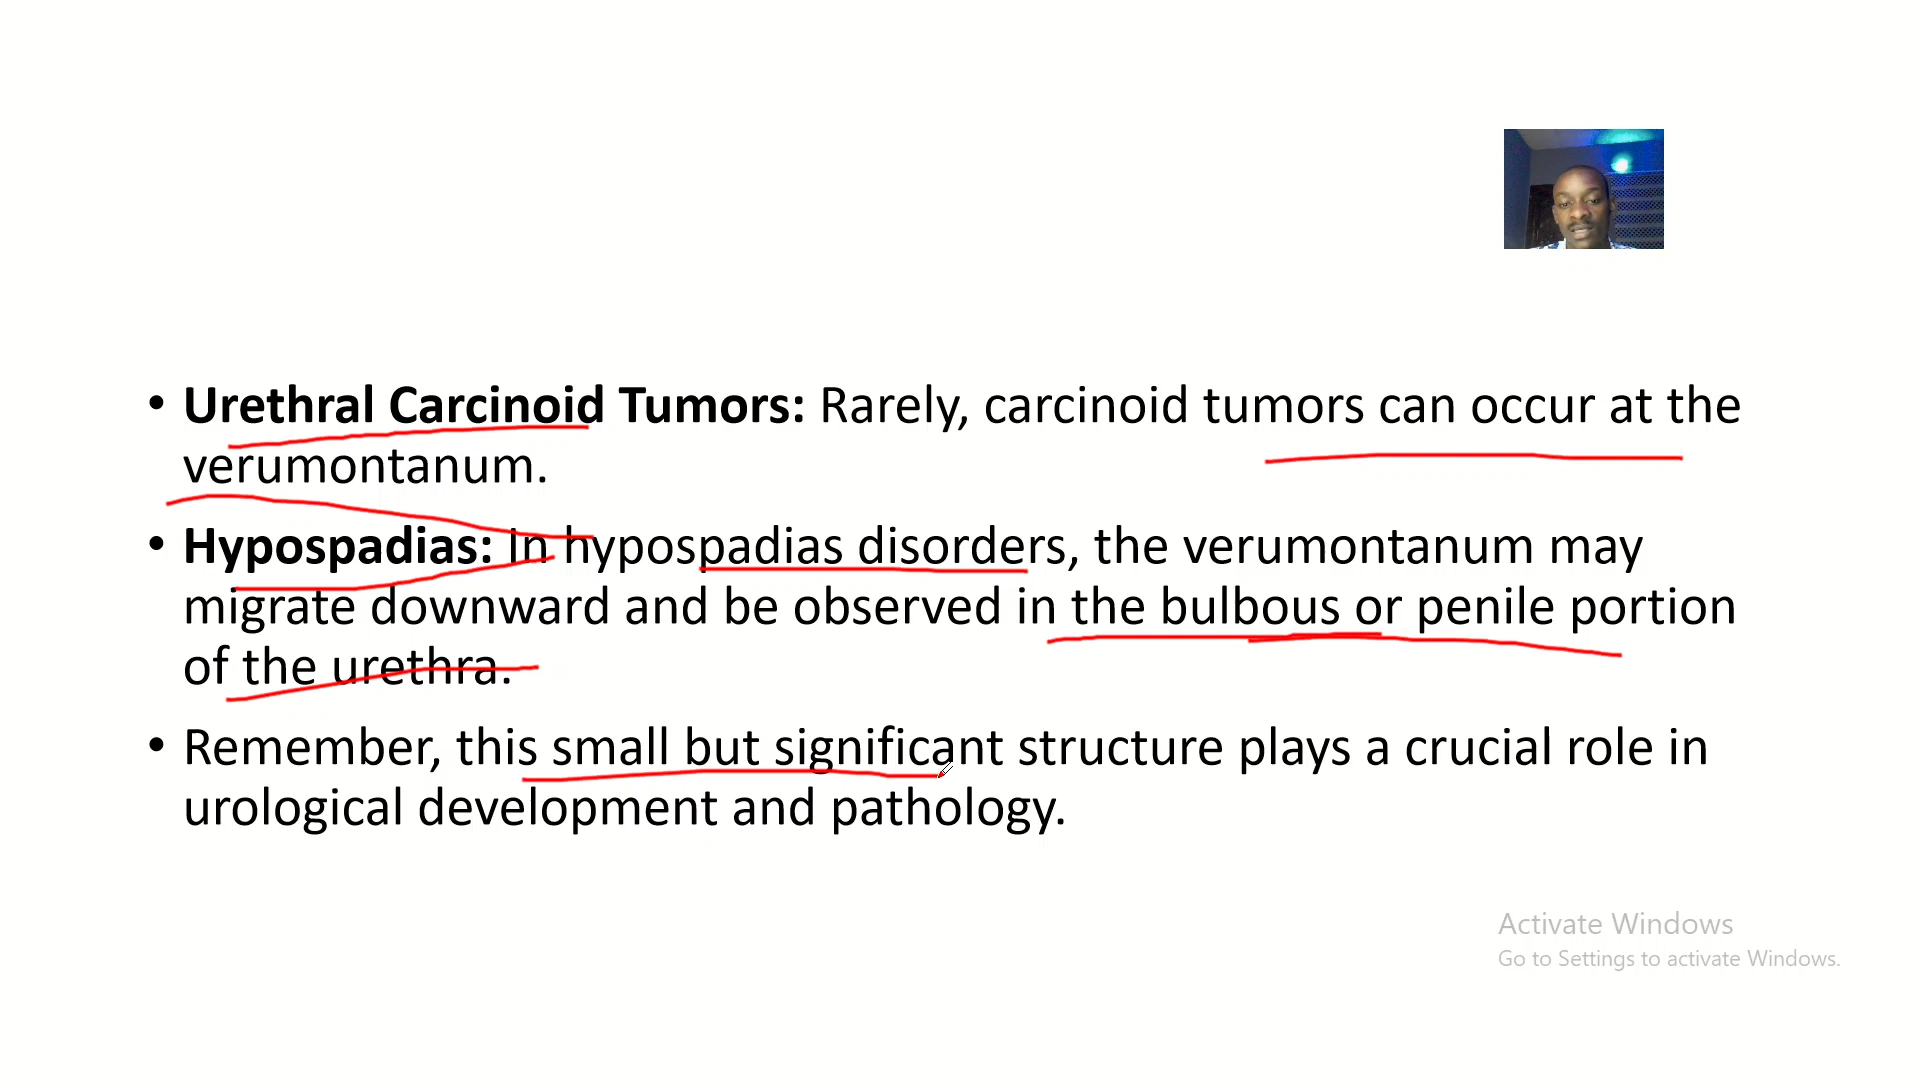 • Urethral Carcinoid Tumors: Rarely, carcinoid tumors can occur at the
verumontanum.
• Hypospadias: In hypospadias disorders, the verumontanum may
migrate downward and be observed in the bulbous or penile portion
of the urethra.
• Remember, this small but significant structure plays a crucial role in
urological development and pathology.
Activate Windows
Go to Settings to activate Windows.